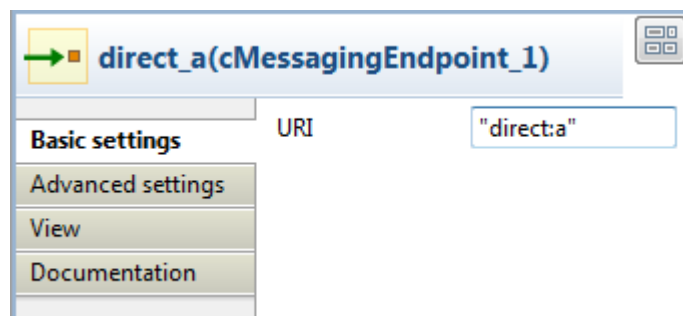 direct_a(cMessagingEndpoint_1)
Basic settings
URI "direct:a"
Advanced settings
View
Documentation